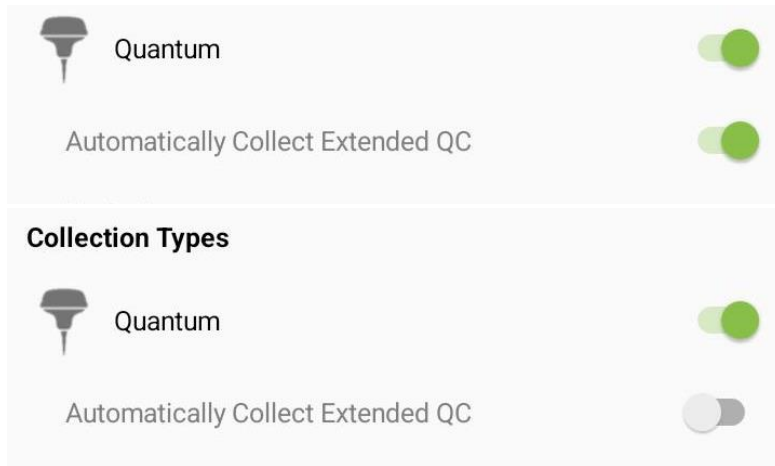 Quantum
Automatically Collect Extended QC
Collection Types
Quantum
Automatically Collect Extended QC